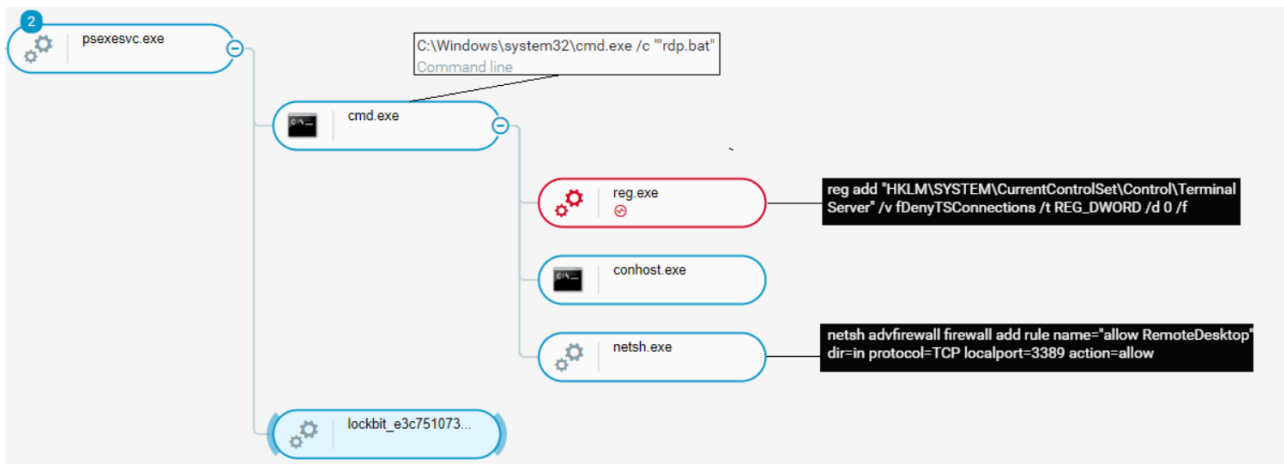 2
psexesvc.exe
C:\Windows\system32\cmd.exe /c ""rdp.bat"
Command line
cmd.exe
reg.exe
reg add "HKLM\SYSTEM\CurrentControlSet\Control\Terminal
Server" /v fDenyTSConnections /t REG_DWORD /d 0 /f
conhost.exe
netsh.exe
netsh advfirewall firewall add rule name="allow RemoteDesktop"
dir=in protocol=TCP localport=3389 action=allow
lockbit_e3c751073...